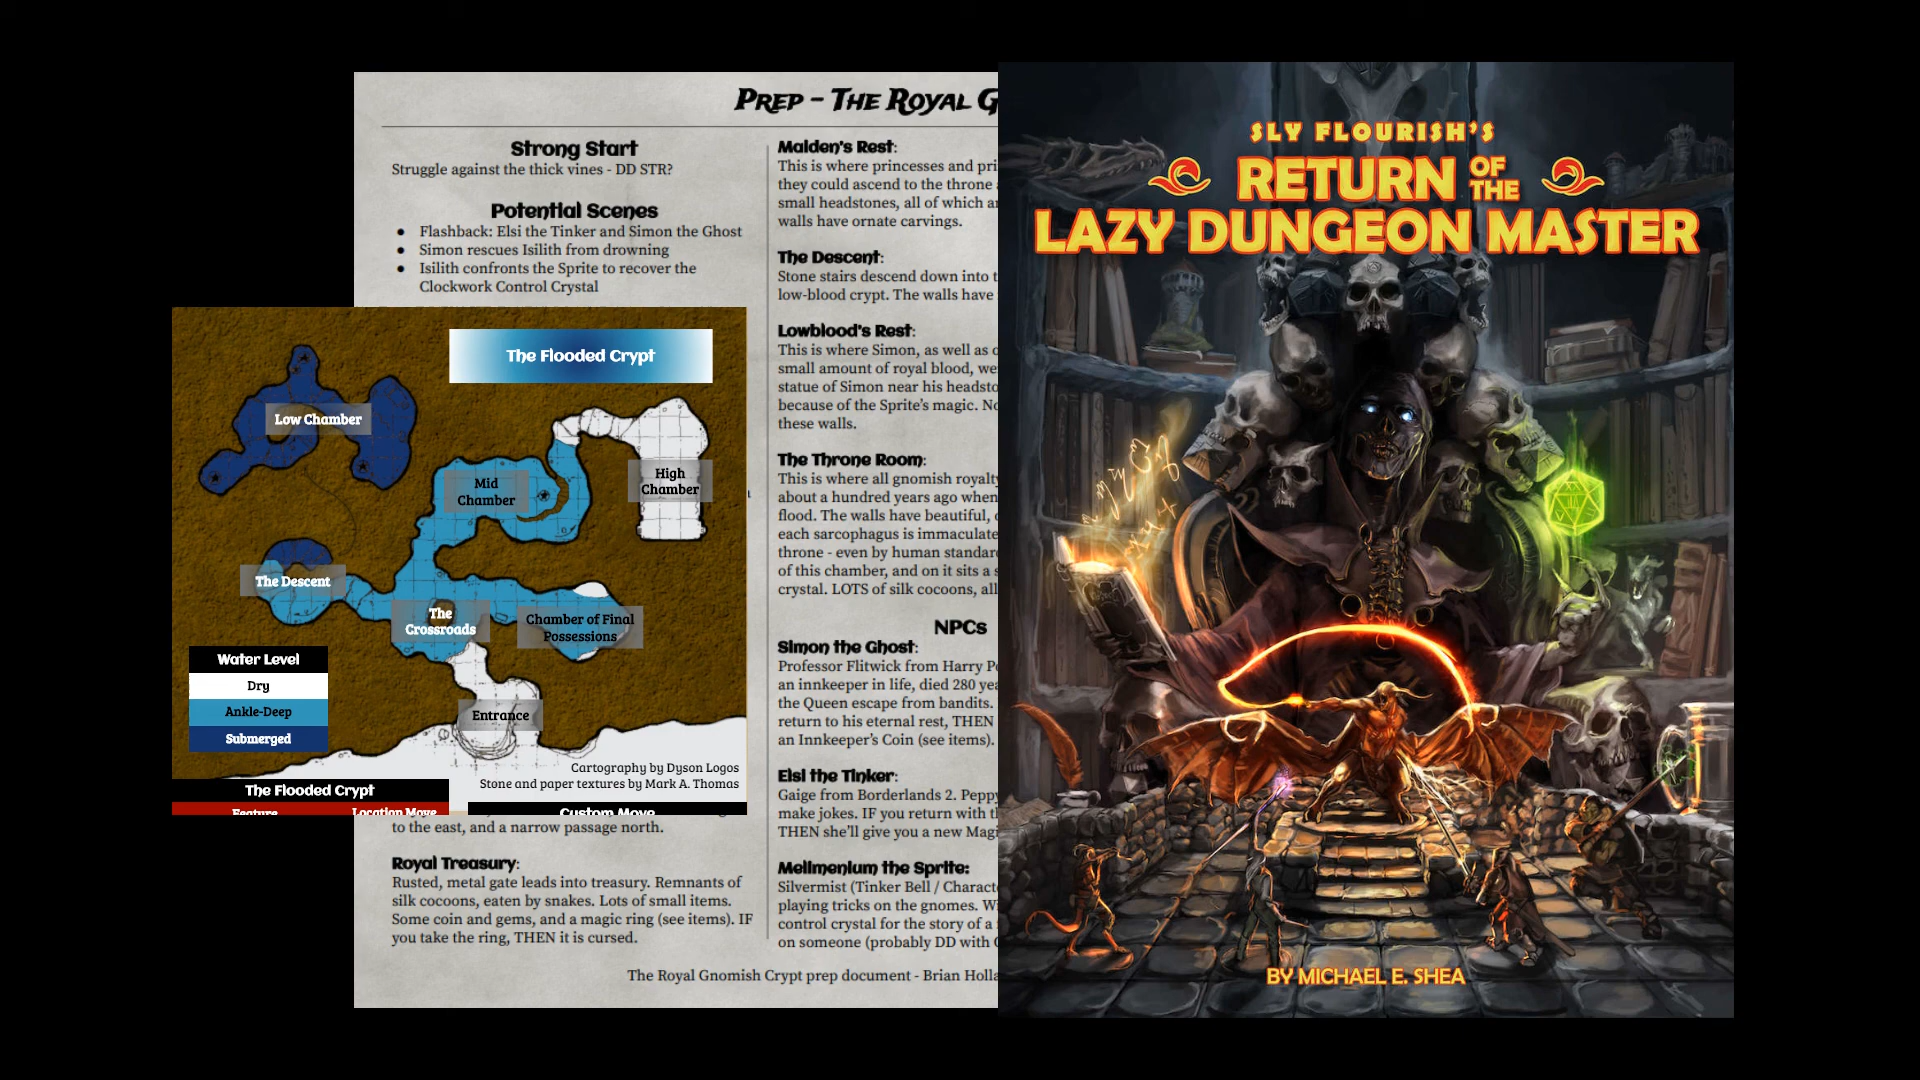 PREP - THE ROYAL G
Strong Start
Struggle against the thick vines - DD STR?
Potential Scenes
● Flashback: Elsi the Tinker and Simon the Ghost
● Simon rescues Isilith from drowning
● Isilith confronts the Sprite to recover the
Clockwork Control Crystal
The Flooded Crypt
Low Chamber
High
Chamber
Mid
Chamber
The Descent
The
Crossroads
Chamber of Final
Possessions
Entrance
Water Level
Dry
Ankle-Deep
Submerged
Cartography by Dyson Logos
Stone and paper textures by Mark A. Thomas
The Flooded Crypt
Feature Location Move
Custom Move
to the east, and a narrow passage north.
Royal Treasury:
Rusted, metal gate leads into treasury. Remnants of
silk cocoons, eaten by snakes. Lots of small items.
Some coin and gems, and a magic ring (see items). IF
you take the ring, THEN it is cursed.
Maiden's Rest:
This is where princesses and pri
they could ascend to the throne
small headstones, all of which ar
walls have ornate carvings.
The Descent:
Stone stairs descend down into t
low-blood crypt. The walls have
Lowblood's Rest:
This is where Simon, as well as o
small amount of royal blood, we
statue of Simon near his headsto
because of the Sprite's magic. No
these walls.
The Throne Room:
This is where all gnomish royalty
about a hundred years ago when
flood. The walls have beautiful,
each sarcophagus is immaculate
throne - even by human standar
of this chamber, and on it sits a s
crystal. LOTS of silk cocoons, all
NPCs
Simon the Ghost:
Professor Flitwick from Harry Po
an innkeeper in life, died 280 yea
the Queen escape from bandits.
return to his eternal rest, THEN
an Innkeeper's Coin (see items).
Elsi the Tinker:
Gaige from Borderlands 2. Peppy
make jokes. IF you return with th
THEN she'll give you a new Magi
Melimenium the Sprite:
Silvermist (Tinker Bell / Characte
playing tricks on the gnomes. Wi
control crystal for the story of a
on someone (probably DD with C
The Royal Gnomish Crypt prep document - Brian Holla
SLY FLOURISH'S
RETURN OF THE
LAZY DUNGEON MASTER
BY MICHAEL E. SHEA